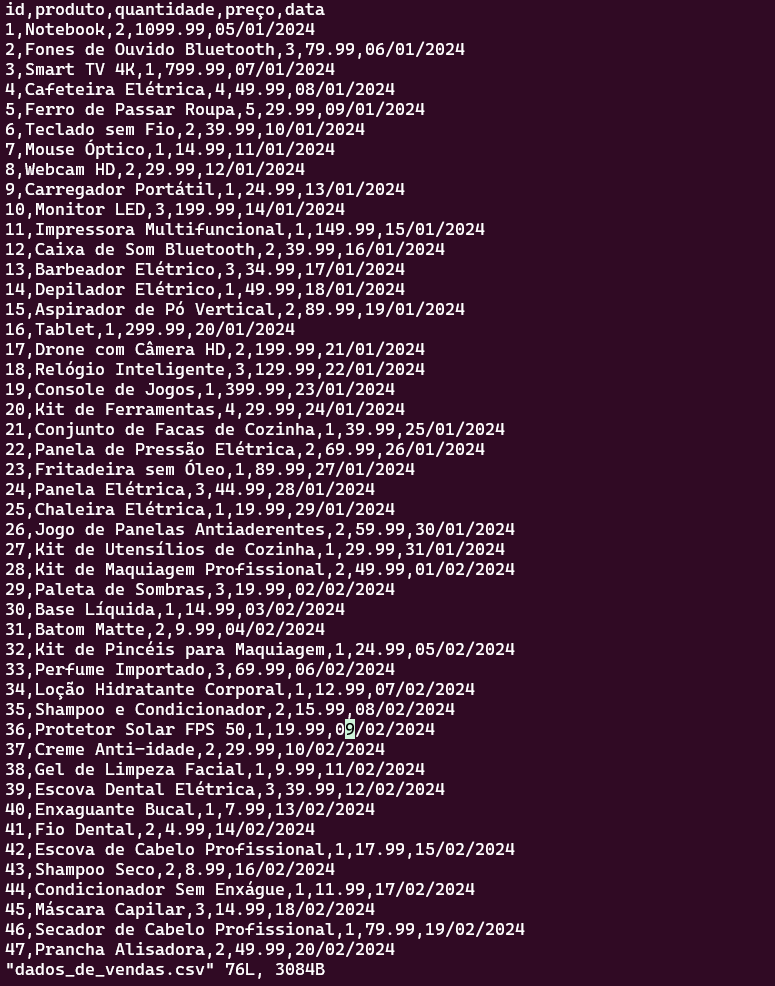 id,produto,quantidade,preço,data
1,Notebook,2,1099.99,05/01/2024
2,Fones de Ouvido Bluetooth,3,79.99,06/01/2024
3,Smart TV 4K,1,799.99,07/01/2024
4,Cafeteira Elétrica,4,49.99,08/01/2024
5,Ferro de Passar Roupa,5,29.99,09/01/2024
6,Teclado sem Fio,2,39.99,10/01/2024
7,Mouse Óptico,1,14.99,11/01/2024
8,Webcam HD,2,29.99,12/01/2024
9,Carregador Portátil,1,24.99,13/01/2024
10,Monitor LED,3,199.99,14/01/2024
11,Impressora Multifuncional,1,149.99,15/01/2024
12,Caixa de Som Bluetooth,2,39.99,16/01/2024
13,Barbeador Elétrico,3,34.99,17/01/2024
14,Depilador Elétrico,1,49.99,18/01/2024
15,Aspirador de Pó Vertical,2,89.99,19/01/2024
16,Tablet,1,299.99,20/01/2024
17,Drone com Câmera HD,2,199.99,21/01/2024
18,Relógio Inteligente,3,129.99,22/01/2024
19,Console de Jogos,1,399.99,23/01/2024
20,Kit de Ferramentas,4,29.99,24/01/2024
21,Conjunto de Facas de Cozinha,1,39.99,25/01/2024
22,Panela de Pressão Elétrica,2,69.99,26/01/2024
23,Fritadeira sem Óleo,1,89.99,27/01/2024
24,Panela Elétrica,3,44.99,28/01/2024
25,Chaleira Elétrica,1,19.99,29/01/2024
26,Jogo de Panelas Antiaderentes,2,59.99,30/01/2024
27,Kit de Utensílios de Cozinha,1,29.99,31/01/2024
28,Kit de Maquiagem Profissional,2,49.99,01/02/2024
29,Paleta de Sombras,3,19.99,02/02/2024
30,Base Líquida,1,14.99,03/02/2024
31,Batom Matte,2,9.99,04/02/2024
32,Kit de Pincéis para Maquiagem,1,24.99,05/02/2024
33,Perfume Importado,3,69.99,06/02/2024
34,Loção Hidratante Corporal,1,12.99,07/02/2024
35,Shampoo e Condicionador,2,15.99,08/02/2024
36,Protetor Solar FPS 50,1,19.99,09/02/2024
37,Creme Anti-idade,2,29.99,10/02/2024
38,Gel de Limpeza Facial,1,9.99,11/02/2024
39,Escova Dental Elétrica,3,39.99,12/02/2024
40,Enxaguante Bucal,1,7.99,13/02/2024
41,Fio Dental,2,4.99,14/02/2024
42,Escova de Cabelo Profissional,1,17.99,15/02/2024
43,Shampoo Seco,2,8.99,16/02/2024
44,Condicionador Sem Enxágue,1,11.99,17/02/2024
45,Máscara Capilar,3,14.99,18/02/2024
46,Secador de Cabelo Profissional,1,79.99,19/02/2024
47,Prancha Alisadora,2,49.99,20/02/2024
"dados_de_vendas.csv" 76L, 3084B